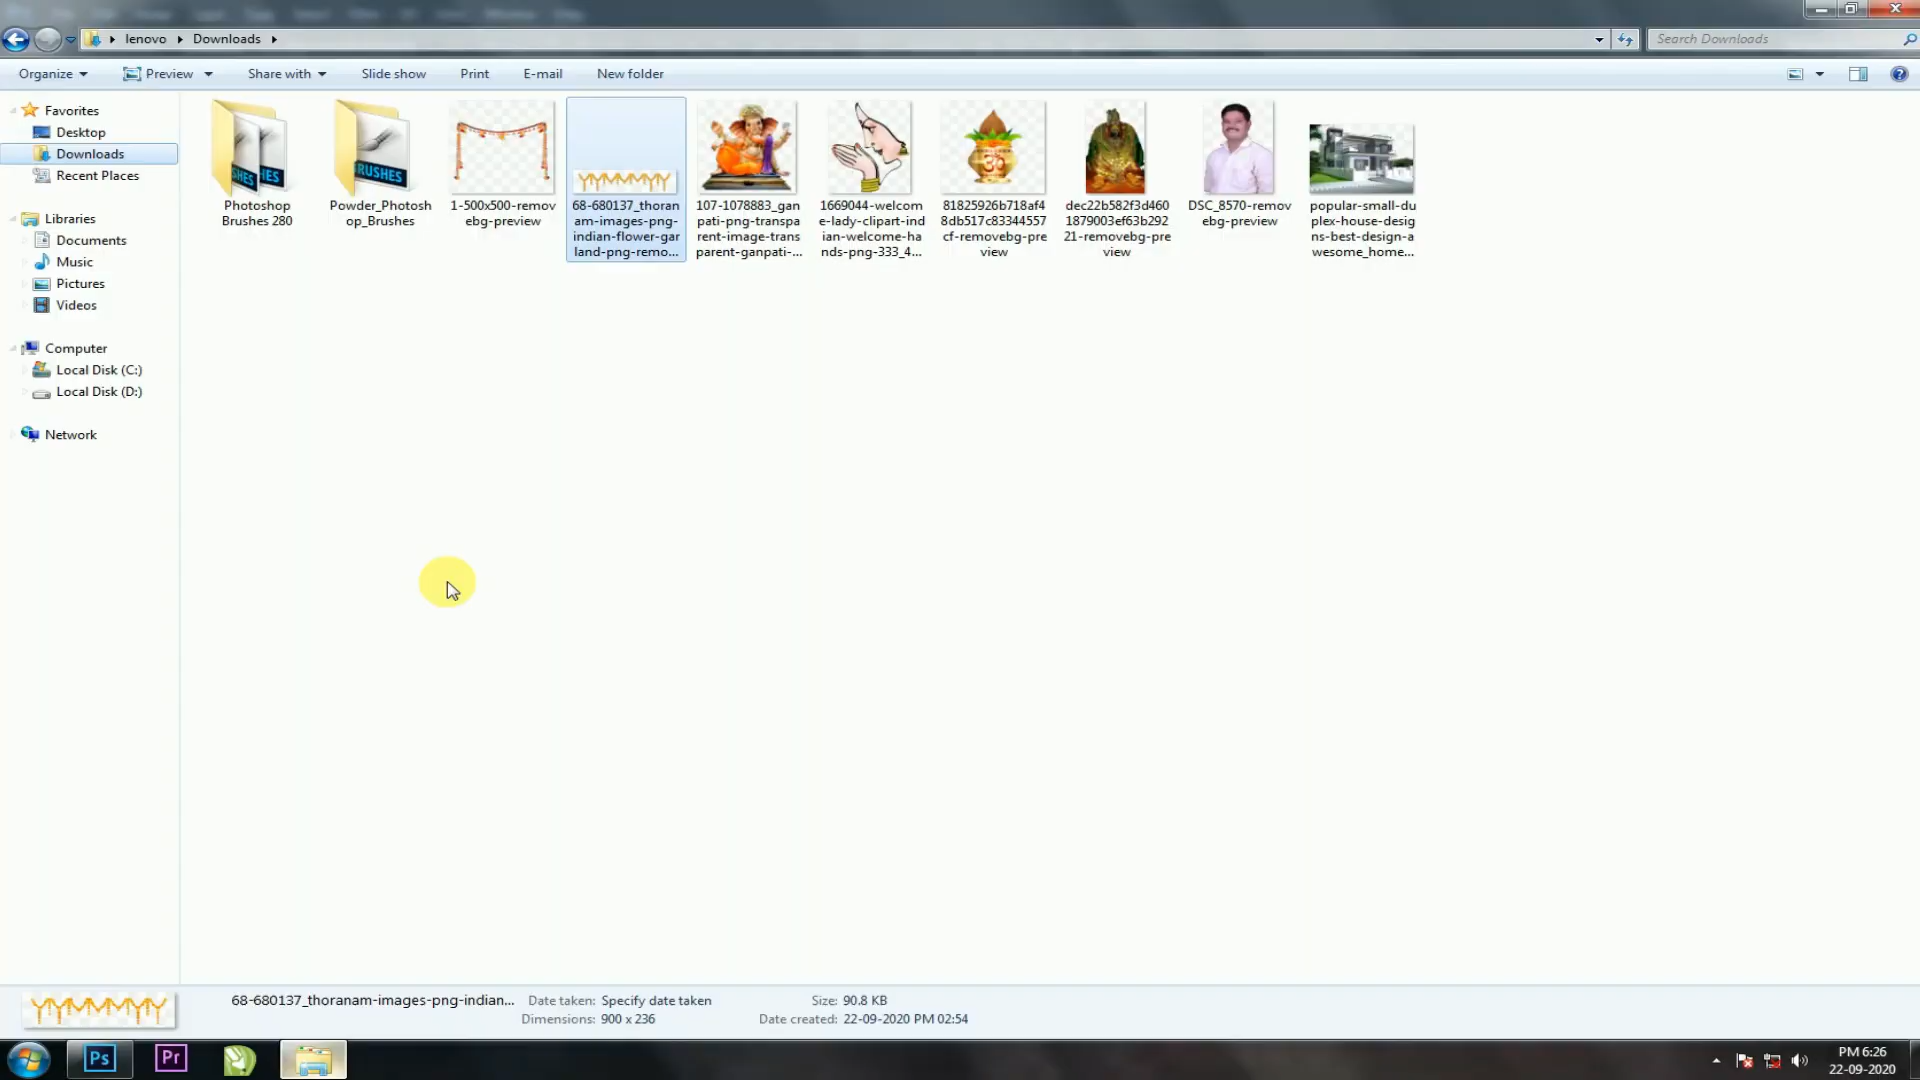 lenovo
Downloads
Search Downloads
Organize
Preview
Share with
Slide show
Print
E-mail
New folder
Favorites
Desktop
Downloads
Recent Places
Libraries
Documents
Music
Pictures
Videos
Computer
Local Disk (C:)
Local Disk (D:)
Network
Photoshop
Brushes 280
Powder_Photosh
op_Brushes
1-500x500-remov
ebg-preview
68-680137_thoran
am-images-png-
indian-flower-gar
land-png-remo...
107-1078883_gan
pati-png-transpa
rent-image-trans
parent-ganpati-...
1669044-welcom
e-lady-clipart-ind
ian-welcome-ha
nds-png-333_4...
81825926b718af4
8db517c83344557
cf-removebg-pre
view
dec22b582f3d460
1879003ef63b292
21-removebg-pre
view
DSC_8570-remov
ebg-preview
popular-small-du
plex-house-desig
ns-best-design-a
wesome_home...
68-680137_thoranam-images-png-indian...
Date taken: Specify date taken
Size: 90.8 KB
Dimensions: 900 x 236
Date created: 22-09-2020 PM 02:54
Ps
Pr
PM 6:26
22-09-2020